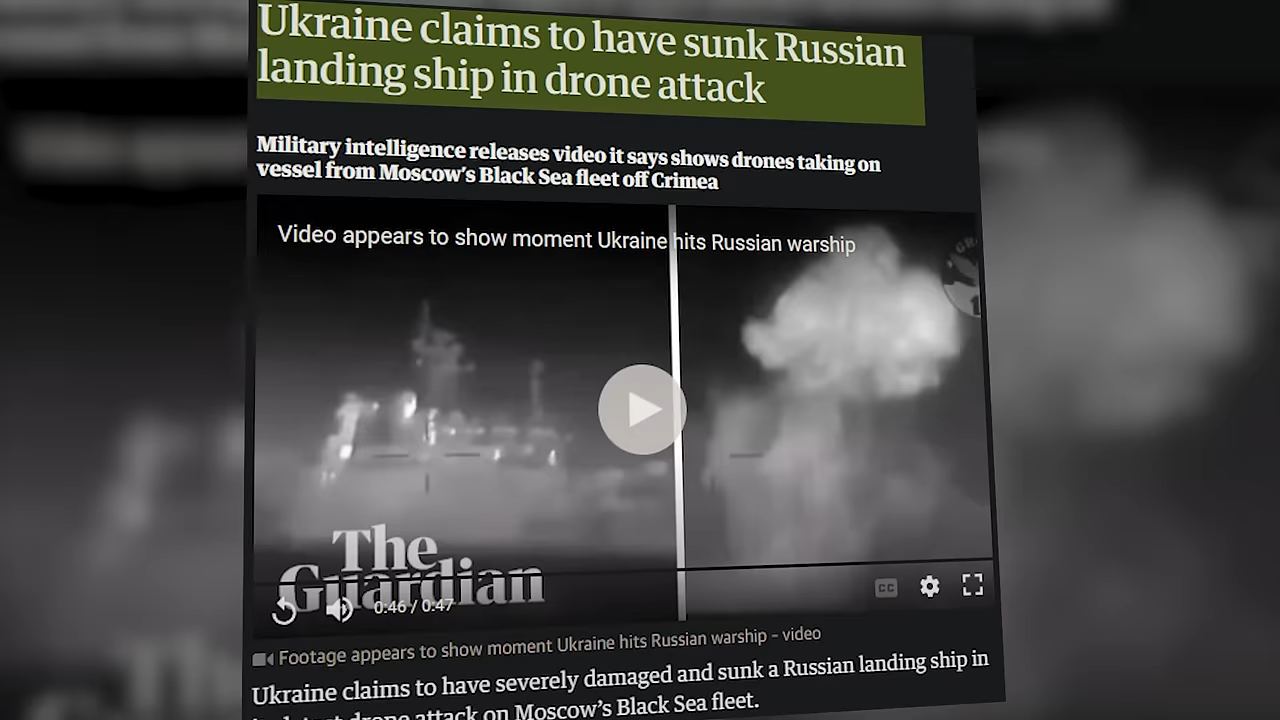 Ukraine claims to have sunk Russian
landing ship in drone attack
Military intelligence releases video it says shows drones taking on
vessel from Moscow's Black Sea fleet off Crimea
Video appears to show moment Ukraine hits Russian warship
The
Guardian
0:46 / 0:47
CC
Footage appears to show moment Ukraine hits Russian warship - video
Ukraine claims to have severely damaged and sunk a Russian landing ship in
drone attack on Moscow's Black Sea fleet.